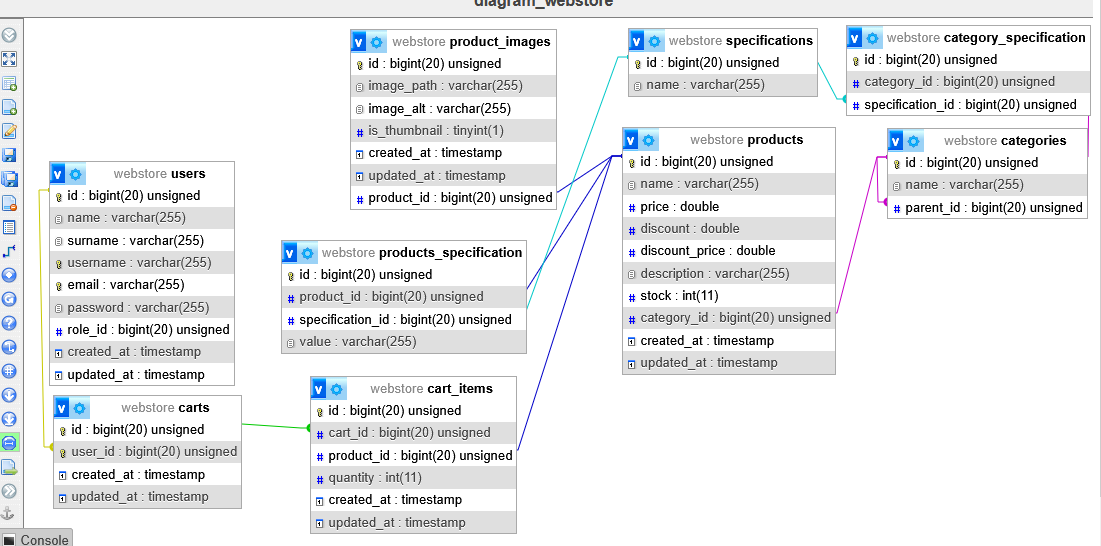 diagram_webstore
webstore product_images
id : bigint(20) unsigned
image_path : varchar(255)
image_alt : varchar(255)
is_thumbnail : tinyint(1)
created_at : timestamp
updated_at : timestamp
product_id : bigint(20) unsigned
webstore specifications
id : bigint(20) unsigned
name : varchar(255)
webstore category_specification
id : bigint(20) unsigned
category_id : bigint(20) unsigned
specification_id : bigint(20) unsigned
webstore products
id : bigint(20) unsigned
name : varchar(255)
price : double
discount : double
discount_price : double
description : varchar(255)
stock : int(11)
category_id : bigint(20) unsigned
created_at : timestamp
updated_at : timestamp
webstore categories
id : bigint(20) unsigned
name : varchar(255)
parent_id : bigint(20) unsigned
webstore users
id : bigint(20) unsigned
name : varchar(255)
surname : varchar(255)
username : varchar(255)
email : varchar(255)
password : varchar(255)
role_id : bigint(20) unsigned
created_at : timestamp
updated_at : timestamp
webstore products_specification
id : bigint(20) unsigned
product_id : bigint(20) unsigned
specification_id : bigint(20) unsigned
value : varchar(255)
webstore carts
id : bigint(20) unsigned
user_id : bigint(20) unsigned
created_at : timestamp
updated_at : timestamp
webstore cart_items
id : bigint(20) unsigned
cart_id : bigint(20) unsigned
product_id : bigint(20) unsigned
quantity : int(11)
created_at : timestamp
updated_at : timestamp
Console